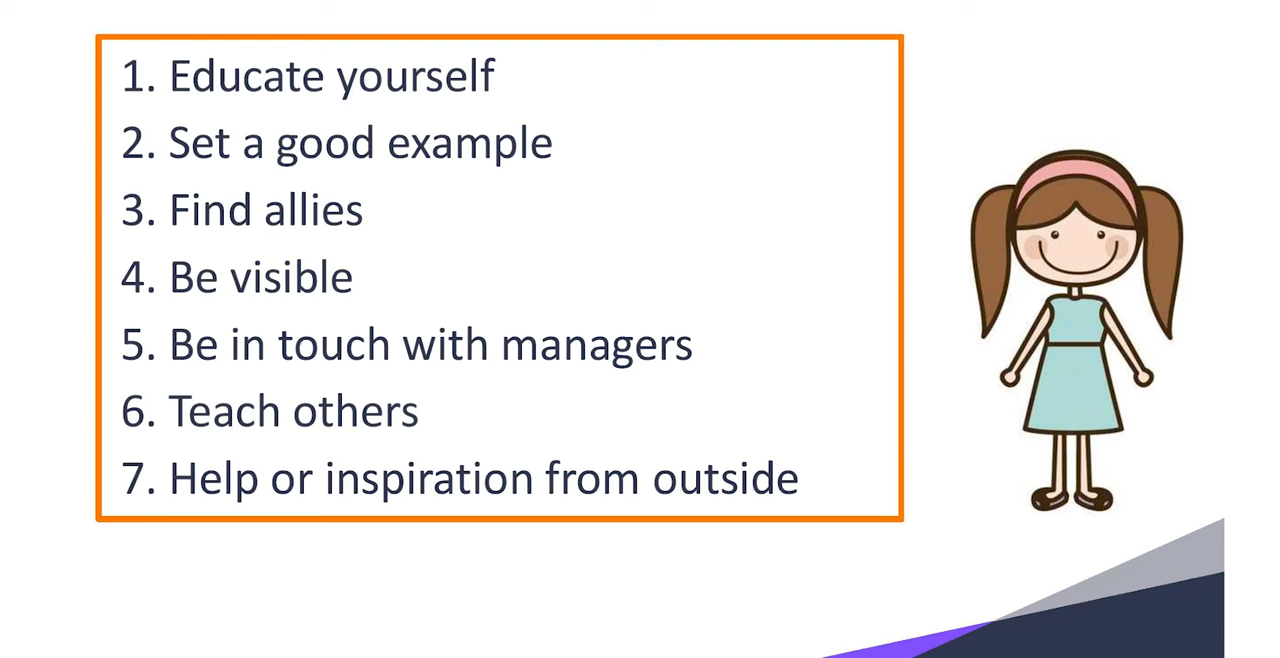 1. Educate yourself
2. Set a good example
3. Find allies
4. Be visible
5. Be in touch with managers
6. Teach others
7. Help or inspiration from outside